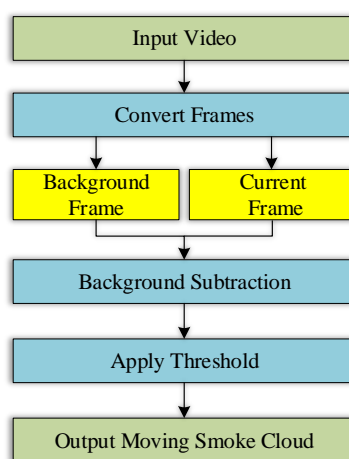 Input Video
Convert Frames
Background
Frame
Current
Frame
Background Subtraction
Apply Threshold
Output Moving Smoke Cloud